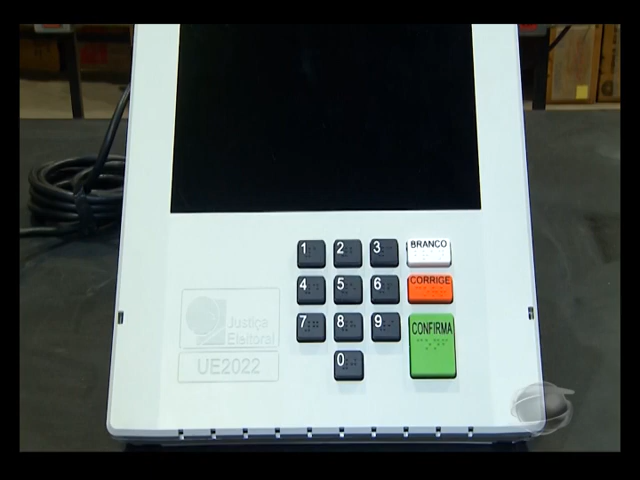 1 2 3 BRANCO
4 5 6 CORRIGE
7 8 9 CONFIRMA
0
Justiça
Eleitoral
UE2022